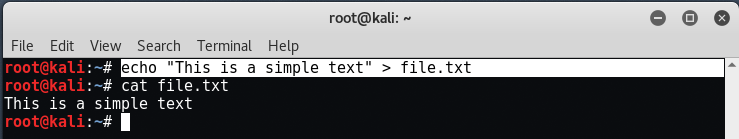 root@kali: ~
File Edit View Search Terminal Help
root@kali:~# echo "This is a simple text" > file.txt
root@kali:~# cat file.txt
This is a simple text
root@kali:~#